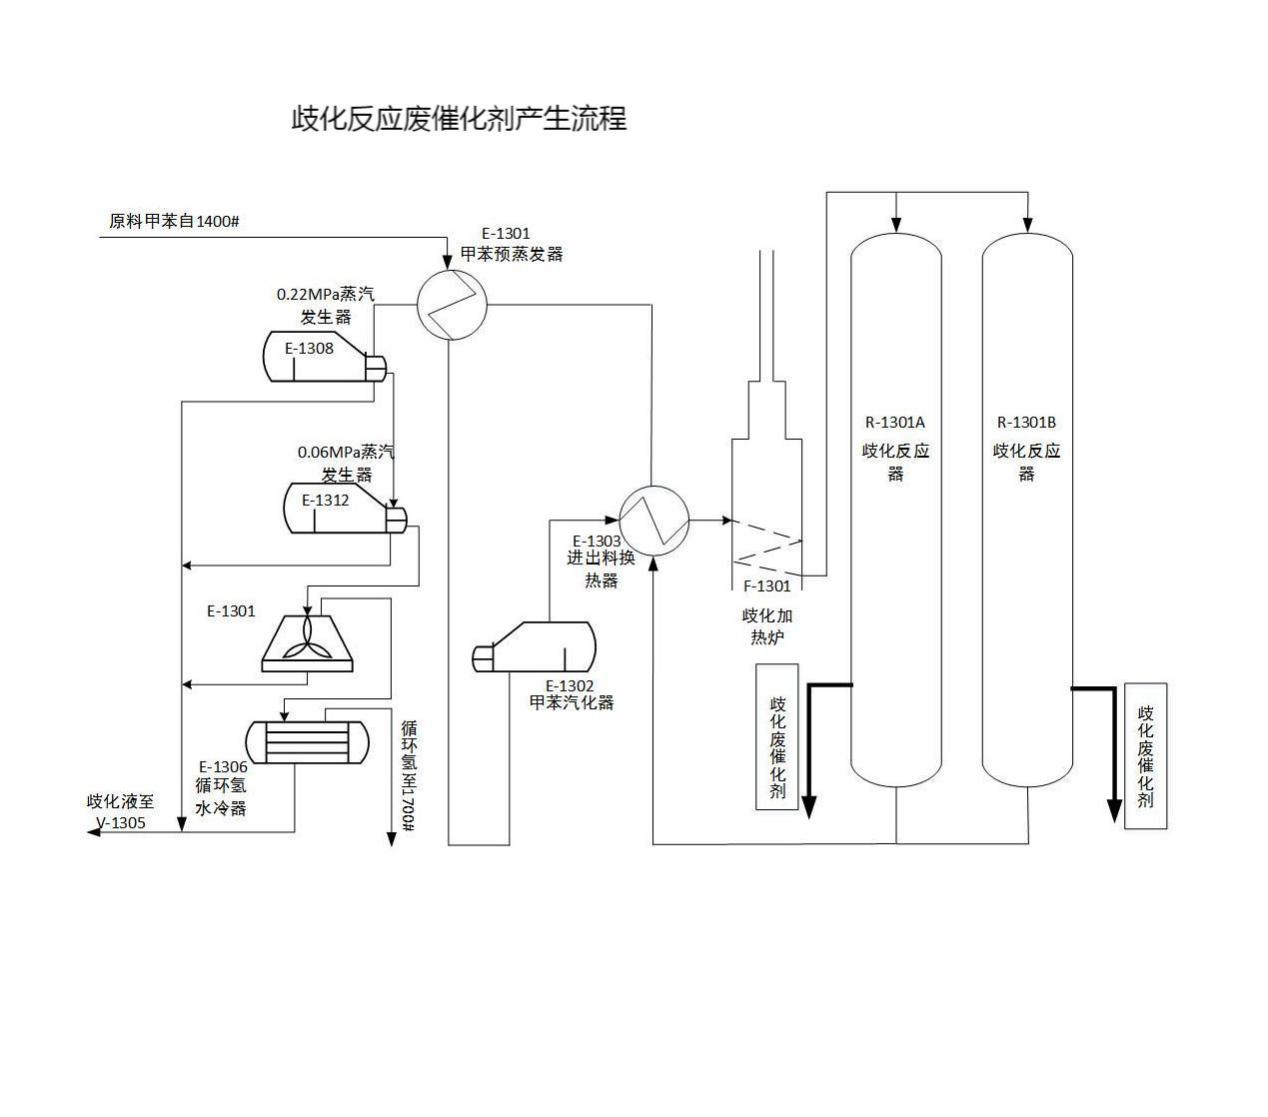 歧化反应废催化剂产生流程
原料甲苯自1400#
E-1301
甲苯预蒸发器
0.22MPa蒸汽
发生器
E-1308
0.06MPa蒸汽
发生器
E-1312
E-1301
E-1306
循环氢
水冷器
歧化液至
V-1305
循环氢至1700#
E-1302
甲苯汽化器
E-1303
进出料换
热器
F-1301
歧化加
热炉
R-1301A
歧化反应
器
R-1301B
歧化反应
器
歧化废催化剂
歧化废催化剂